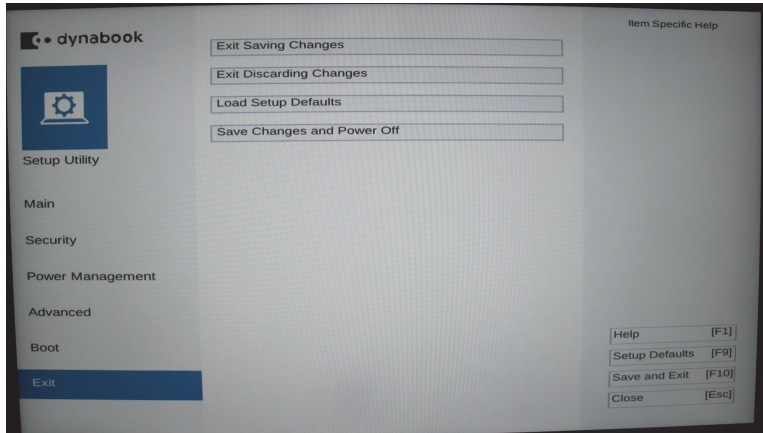 dynabook
Setup Utility
Main
Security
Power Management
Advanced
Boot
Exit
Exit Saving Changes
Exit Discarding Changes
Load Setup Defaults
Save Changes and Power Off
Item Specific Help
Help [F1]
Setup Defaults [F9]
Save and Exit [F10]
Close [Esc]